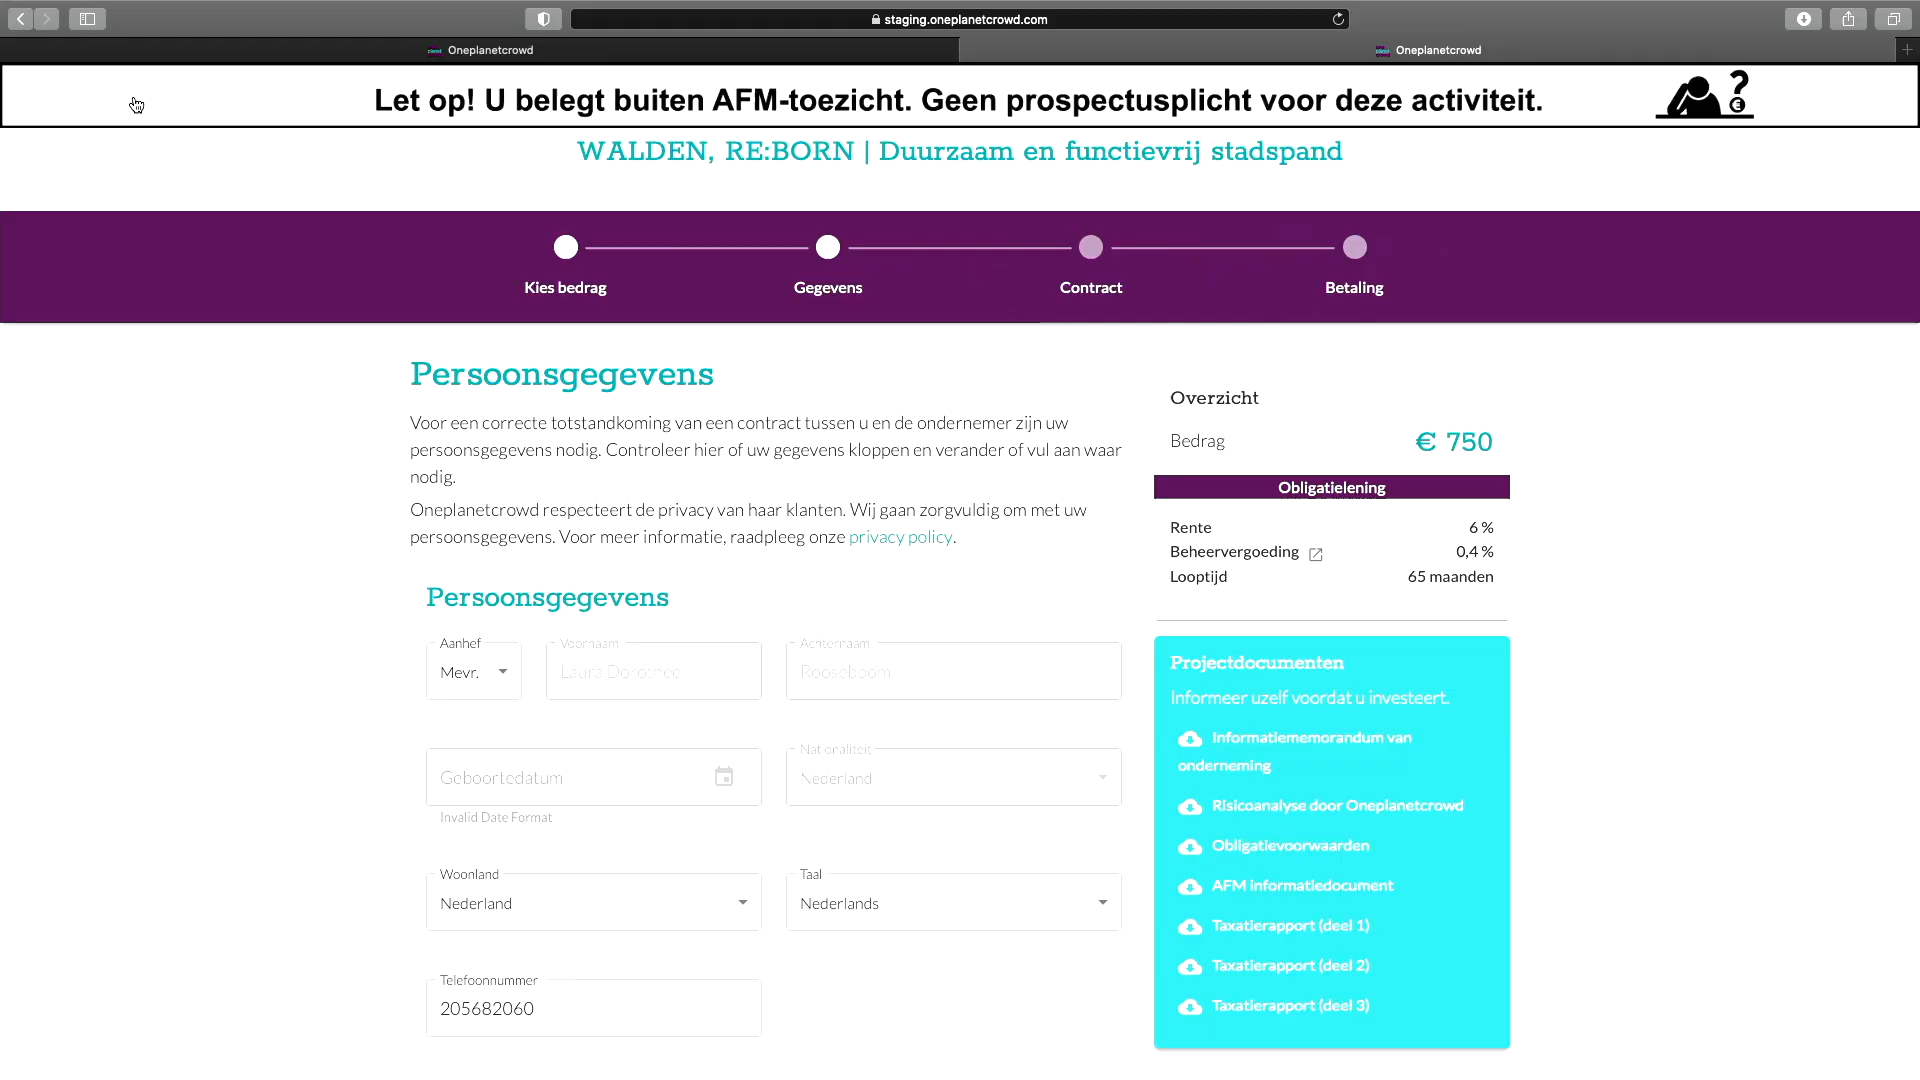 staging.oneplanetcrowd.com
Oneplanetcrowd
Oneplanetcrowd
Let op! U belegt buiten AFM-toezicht. Geen prospectusplicht voor deze activiteit.
WALDEN, RE:BORN | Duurzaam en functievrij stadspand
Kies bedrag
Gegevens
Contract
Betaling
Persoonsgegevens
Voor een correcte totstandkoming van een contract tussen u en de ondernemer zijn uw
persoonsgegevens nodig. Controleer hier of uw gegevens kloppen en verander of vul aan waar
nodig.
Oneplanetcrowd respecteert de privacy van haar klanten. Wij gaan zorgvuldig om met uw
persoonsgegevens. Voor meer informatie, raadpleeg onze privacy policy.
Persoonsgegevens
Aanhef
Mevr.
Voornaam
Laura Dorothee
Achternaam
Rooseboom
Geboortedatum
Invalid Date Format
Nationaliteit
Nederland
Woonland
Nederland
Taal
Nederlands
Telefoonnummer
205682060
Overzicht
Bedrag € 750
Obligatielening
Rente 6 %
Beheervergoeding 0,4 %
Looptijd 65 maanden
Projectdocumenten
Informeer uzelf voordat u investeert.
Informatiememorandum van
onderneming
Risicoanalyse door Oneplanetcrowd
Obligatievoorwaarden
AFM informatiedocument
Taxatierapport (deel 1)
Taxatierapport (deel 2)
Taxatierapport (deel 3)